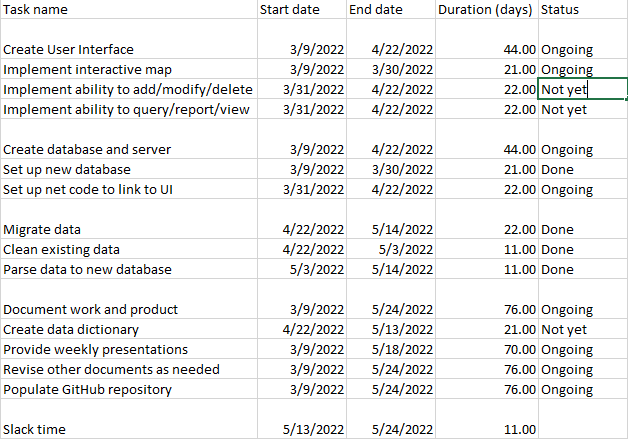 Task name Start date End date Duration (days) Status
Create User Interface 3/9/2022 4/22/2022 44.00 Ongoing
Implement interactive map 3/9/2022 3/30/2022 21.00 Ongoing
Implement ability to add/modify/delete 3/31/2022 4/22/2022 22.00 Not yet
Implement ability to query/report/view 3/31/2022 4/22/2022 22.00 Not yet
Create database and server 3/9/2022 4/22/2022 44.00 Ongoing
Set up new database 3/9/2022 3/30/2022 21.00 Done
Set up net code to link to UI 3/31/2022 4/22/2022 22.00 Ongoing
Migrate data 4/22/2022 5/14/2022 22.00 Done
Clean existing data 4/22/2022 5/3/2022 11.00 Done
Parse data to new database 5/3/2022 5/14/2022 11.00 Done
Document work and product 3/9/2022 5/24/2022 76.00 Ongoing
Create data dictionary 4/22/2022 5/13/2022 21.00 Not yet
Provide weekly presentations 3/9/2022 5/18/2022 70.00 Ongoing
Revise other documents as needed 3/9/2022 5/24/2022 76.00 Ongoing
Populate GitHub repository 3/9/2022 5/24/2022 76.00 Ongoing
Slack time 5/13/2022 5/24/2022 11.00